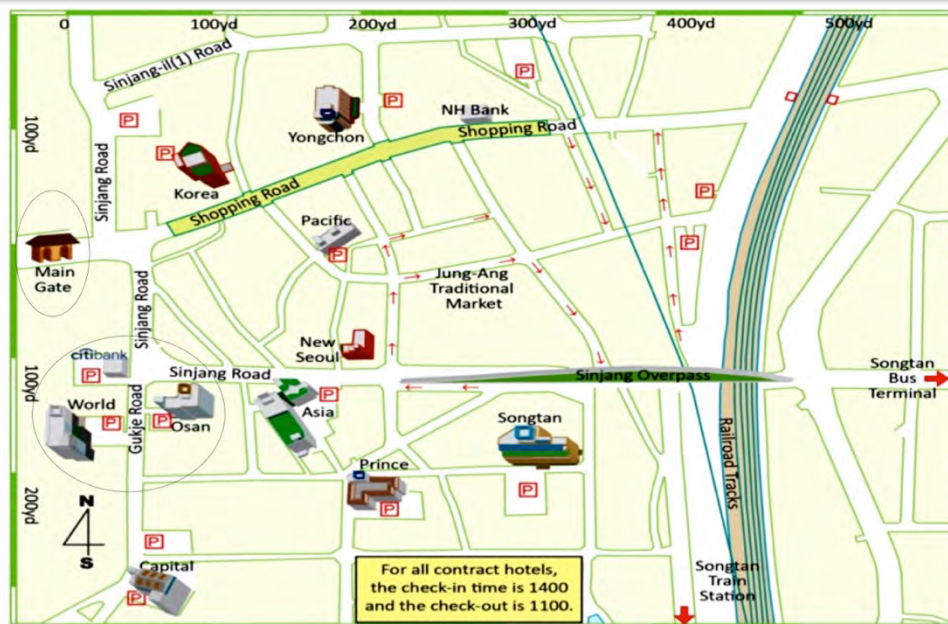 0 100yd 200yd 300yd 400yd 500yd
Sinjang-il(1) Road
100yd
Yongchon
NH Bank
Shopping Road
P
P
P
P
Sinjang Road
Korea
Shopping Road
P
Pacific
P
P
Main
Gate
Jung-Ang
Traditional
Market
Sinjang Road
New
Seoul
citibank
P
Sinjang Road
100yd
Sinjang Overpass
Songtan
Bus
Terminal
World
P
Gukje Road
P
Osan
Asia
P
Songtan
Railroad Tracks
Prince
P
P
200yd
N
S
P
Capital
P
For all contract hotels,
the check-in time is 1400
and the check-out is 1100.
Songtan
Train
Station